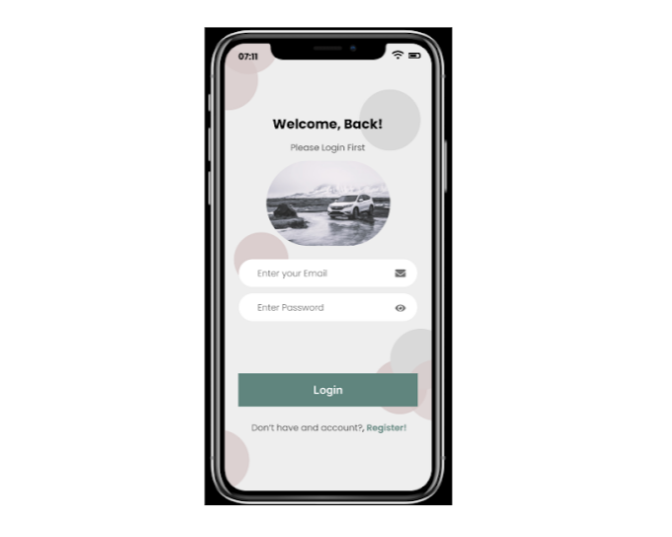 07:11
Welcome, Back!
Please Login First
Enter your Email
Enter Password
Login
Don't have and account?, Register!